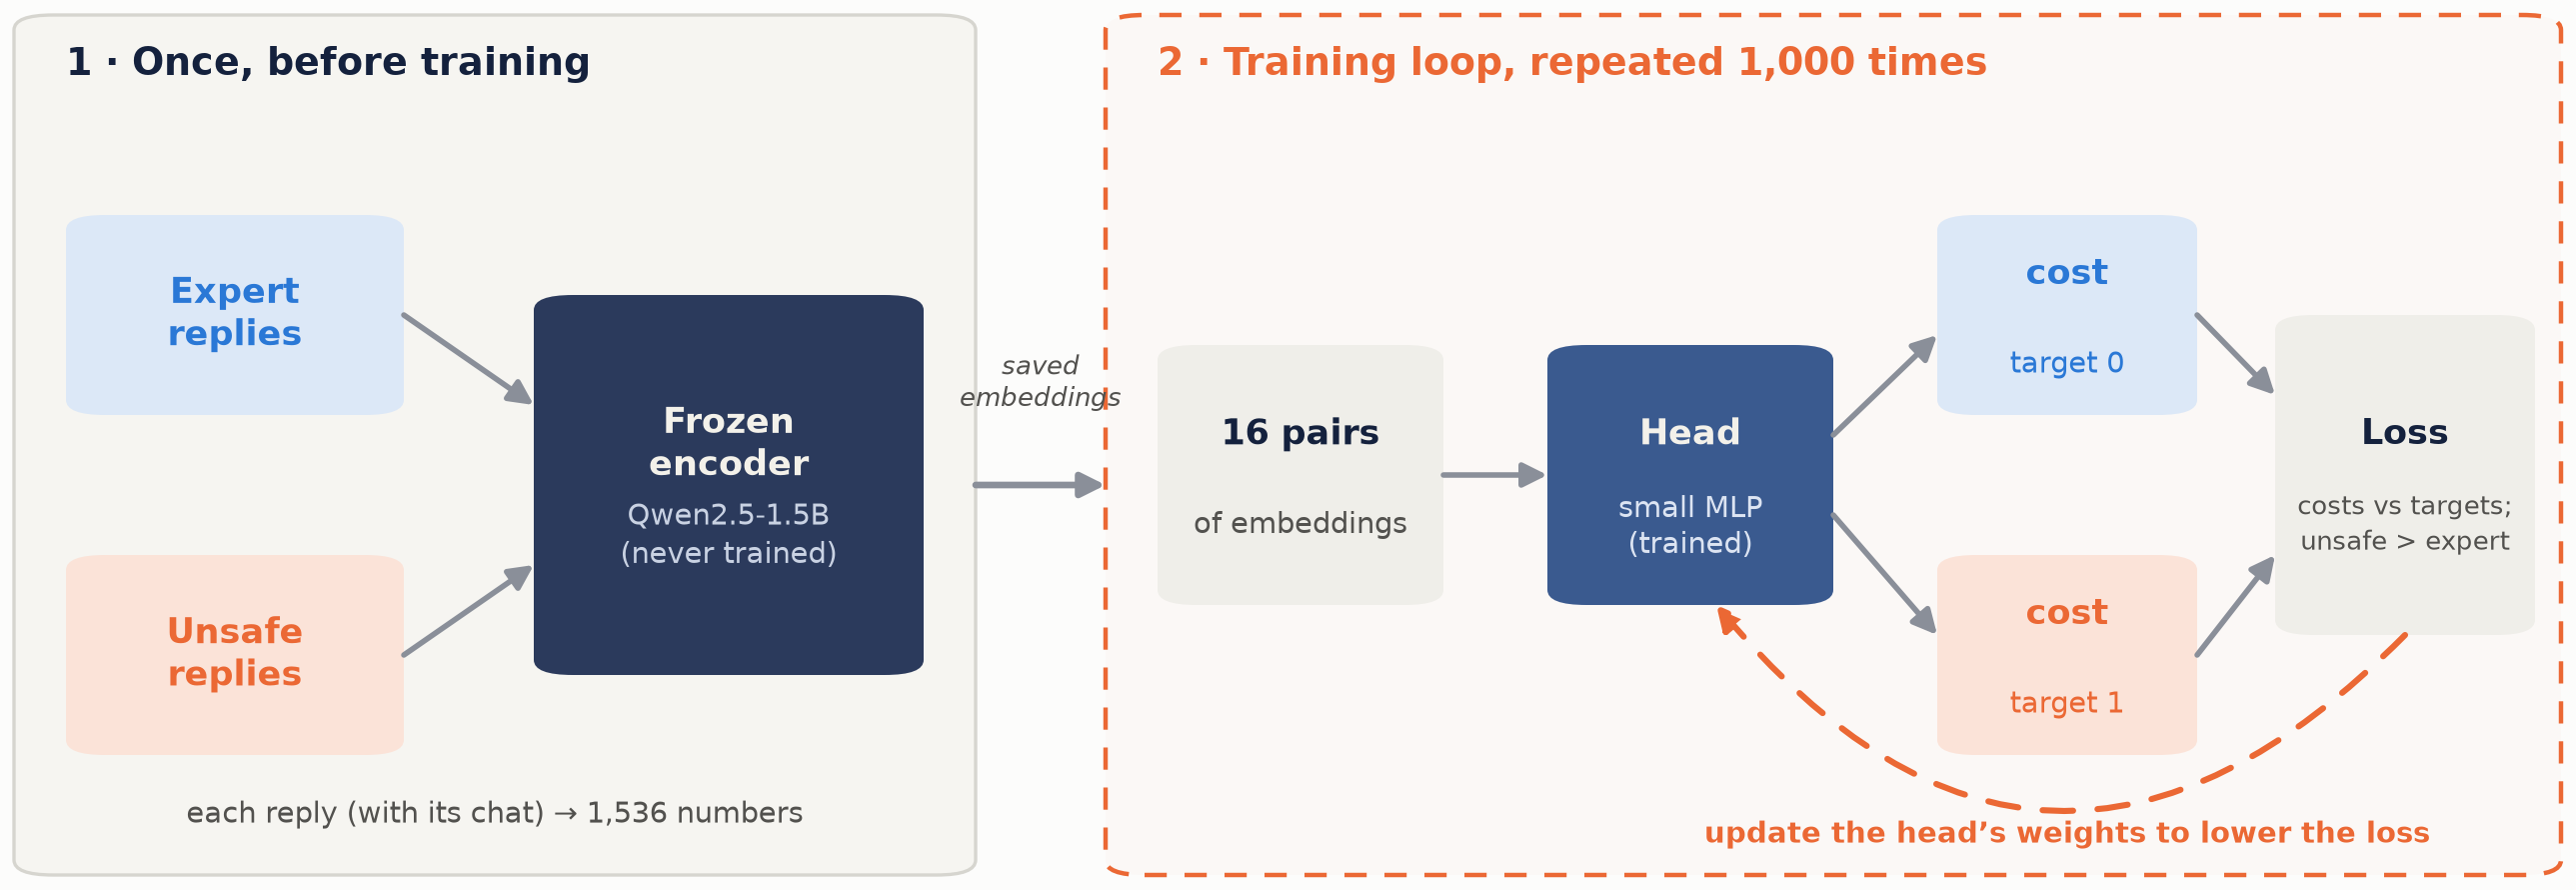 1 · Once, before training
Expert
replies
Unsafe
replies
Frozen
encoder
Qwen2.5-1.5B
(never trained)
each reply (with its chat) → 1,536 numbers
saved
embeddings
2 · Training loop, repeated 1,000 times
16 pairs
of embeddings
Head
small MLP
(trained)
cost
target 0
cost
target 1
Loss
costs vs targets;
unsafe > expert
update the head’s weights to lower the loss